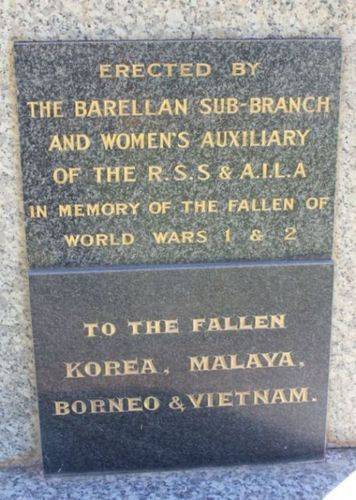 ERECTED BY
THE BARELLAN SUB-BRANCH
AND WOMEN'S AUXILIARY
OF THE R.S.S & A.I.L.A
IN MEMORY OF THE FALLEN OF
WORLD WARS 1 & 2
TO THE FALLEN
KOREA, MALAYA,
BORNEO & VIETNAM.